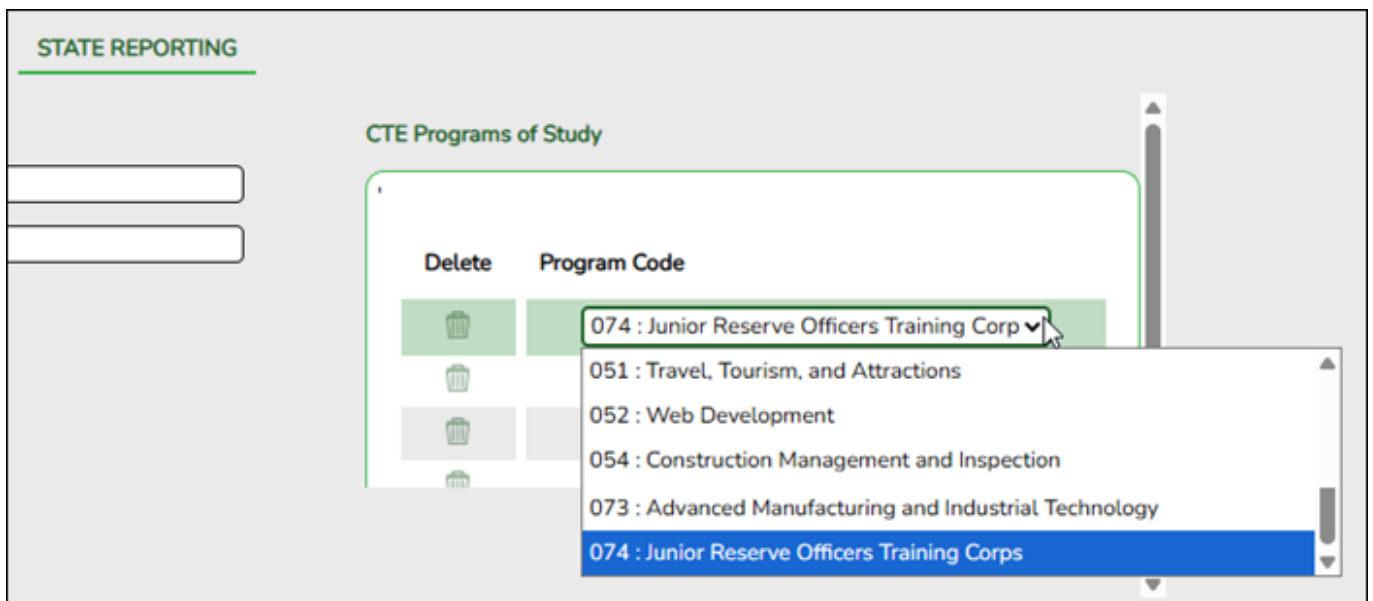 STATE REPORTING
CTE Programs of Study
'
Delete Program Code
074 : Junior Reserve Officers Training Corp
051 : Travel, Tourism, and Attractions
052 : Web Development
054 : Construction Management and Inspection
073 : Advanced Manufacturing and Industrial Technology
074 : Junior Reserve Officers Training Corps